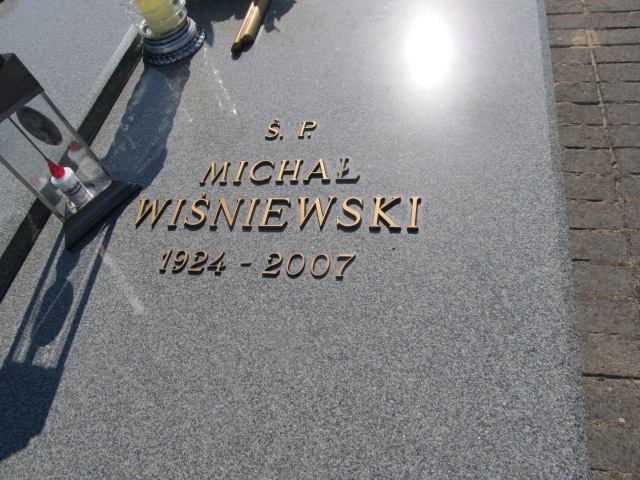 Ś. P.
MICHAŁ
WIŚNIEWSKI
1924 - 2007